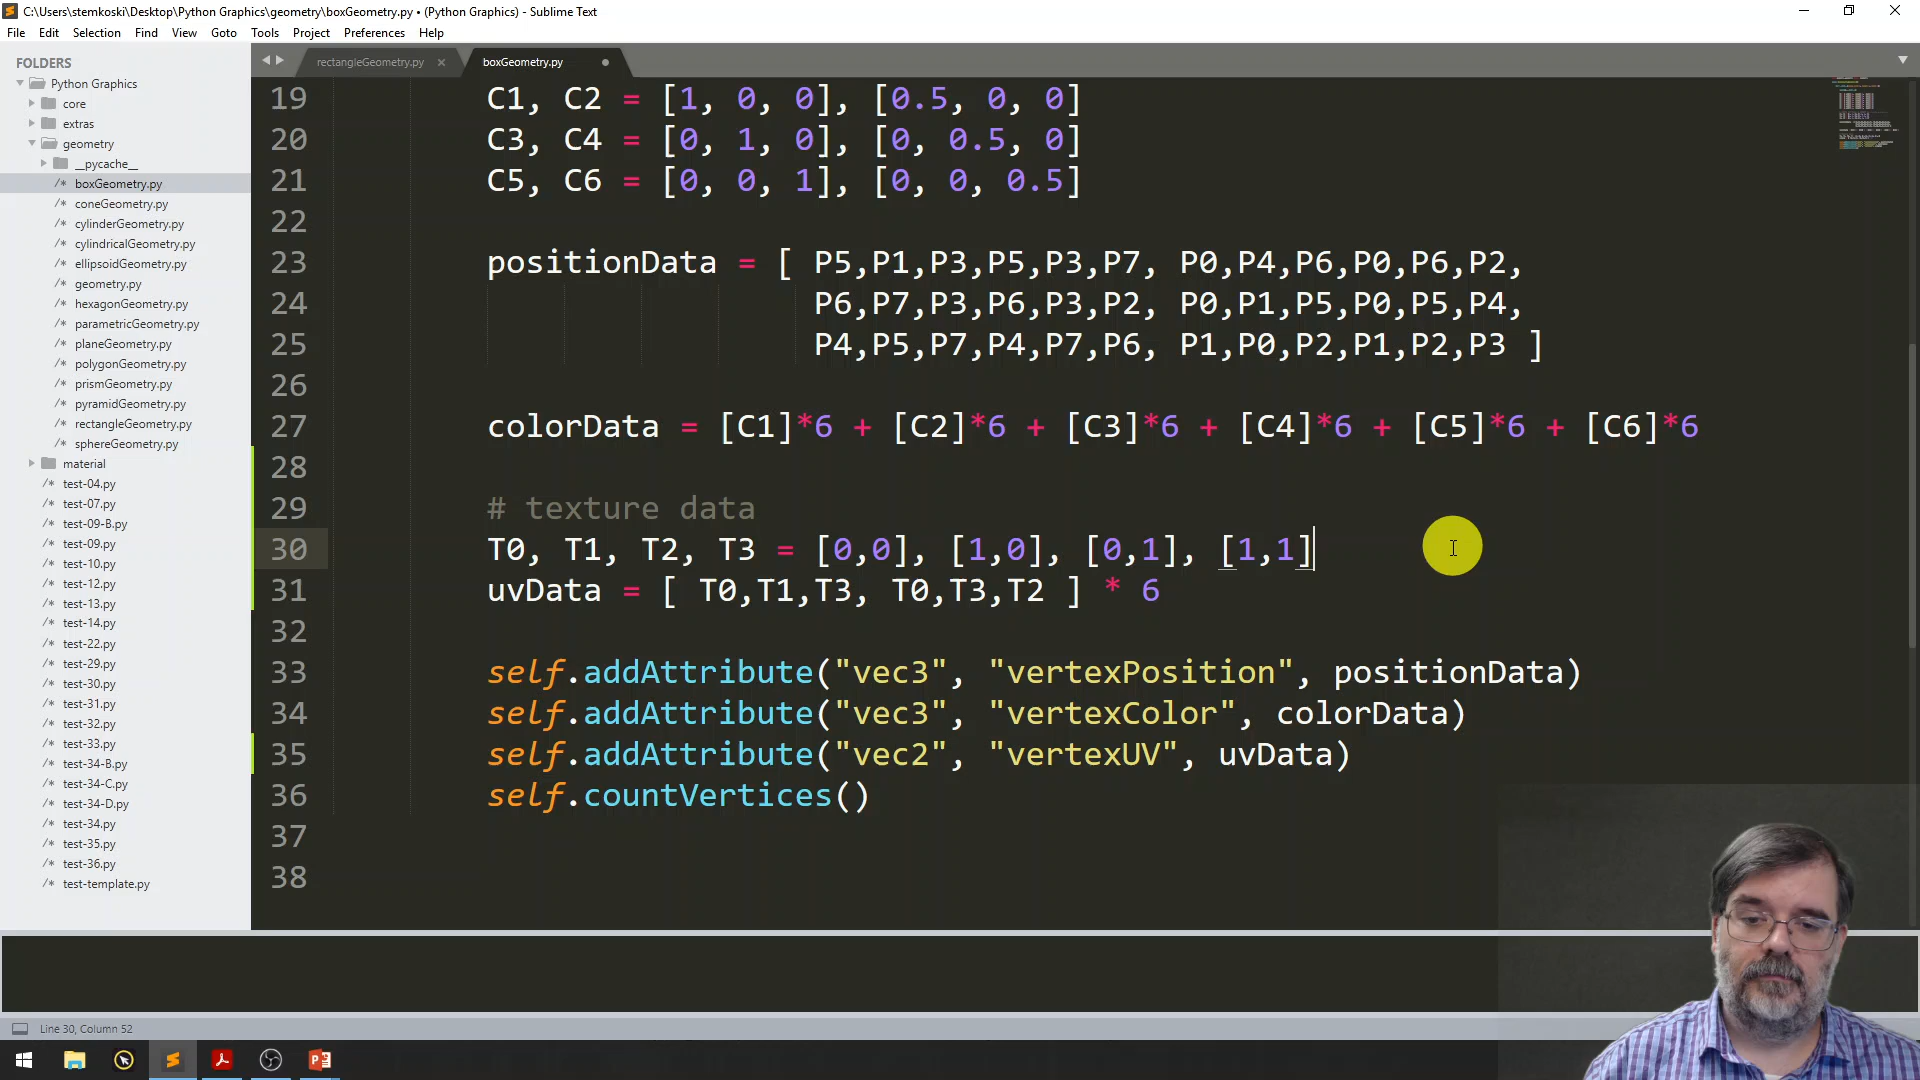 C:\Users\stemkoski\Desktop\Python Graphics\geometry\boxGeometry.py • (Python Graphics) - Sublime Text
File Edit Selection Find View Goto Tools Project Preferences Help
FOLDERS
Python Graphics
core
extras
geometry
__pycache__
/* boxGeometry.py
/* coneGeometry.py
/* cylinderGeometry.py
/* cylindricalGeometry.py
/* ellipsoidGeometry.py
/* geometry.py
/* hexagonGeometry.py
/* parametricGeometry.py
/* planeGeometry.py
/* polygonGeometry.py
/* prismGeometry.py
/* pyramidGeometry.py
/* rectangleGeometry.py
/* sphereGeometry.py
material
/* test-04.py
/* test-07.py
/* test-09-B.py
/* test-09.py
/* test-10.py
/* test-12.py
/* test-13.py
/* test-14.py
/* test-22.py
/* test-29.py
/* test-30.py
/* test-31.py
/* test-32.py
/* test-33.py
/* test-34-B.py
/* test-34-C.py
/* test-34-D.py
/* test-34.py
/* test-35.py
/* test-36.py
/* test-template.py
rectangleGeometry.py boxGeometry.py
19 C1, C2 = [1, 0, 0], [0.5, 0, 0]
20 C3, C4 = [0, 1, 0], [0, 0.5, 0]
21 C5, C6 = [0, 0, 1], [0, 0, 0.5]
22
23 positionData = [ P5,P1,P3,P5,P3,P7, P0,P4,P6,P0,P6,P2,
24 P6,P7,P3,P6,P3,P2, P0,P1,P5,P0,P5,P4,
25 P4,P5,P7,P4,P7,P6, P1,P0,P2,P1,P2,P3 ]
26
27 colorData = [C1]*6 + [C2]*6 + [C3]*6 + [C4]*6 + [C5]*6 + [C6]*6
28
29 # texture data
30 T0, T1, T2, T3 = [0,0], [1,0], [0,1], [1,1]
31 uvData = [ T0,T1,T3, T0,T3,T2 ] * 6
32
33 self.addAttribute("vec3", "vertexPosition", positionData)
34 self.addAttribute("vec3", "vertexColor", colorData)
35 self.addAttribute("vec2", "vertexUV", uvData)
36 self.countVertices()
37
38
Line 30, Column 52